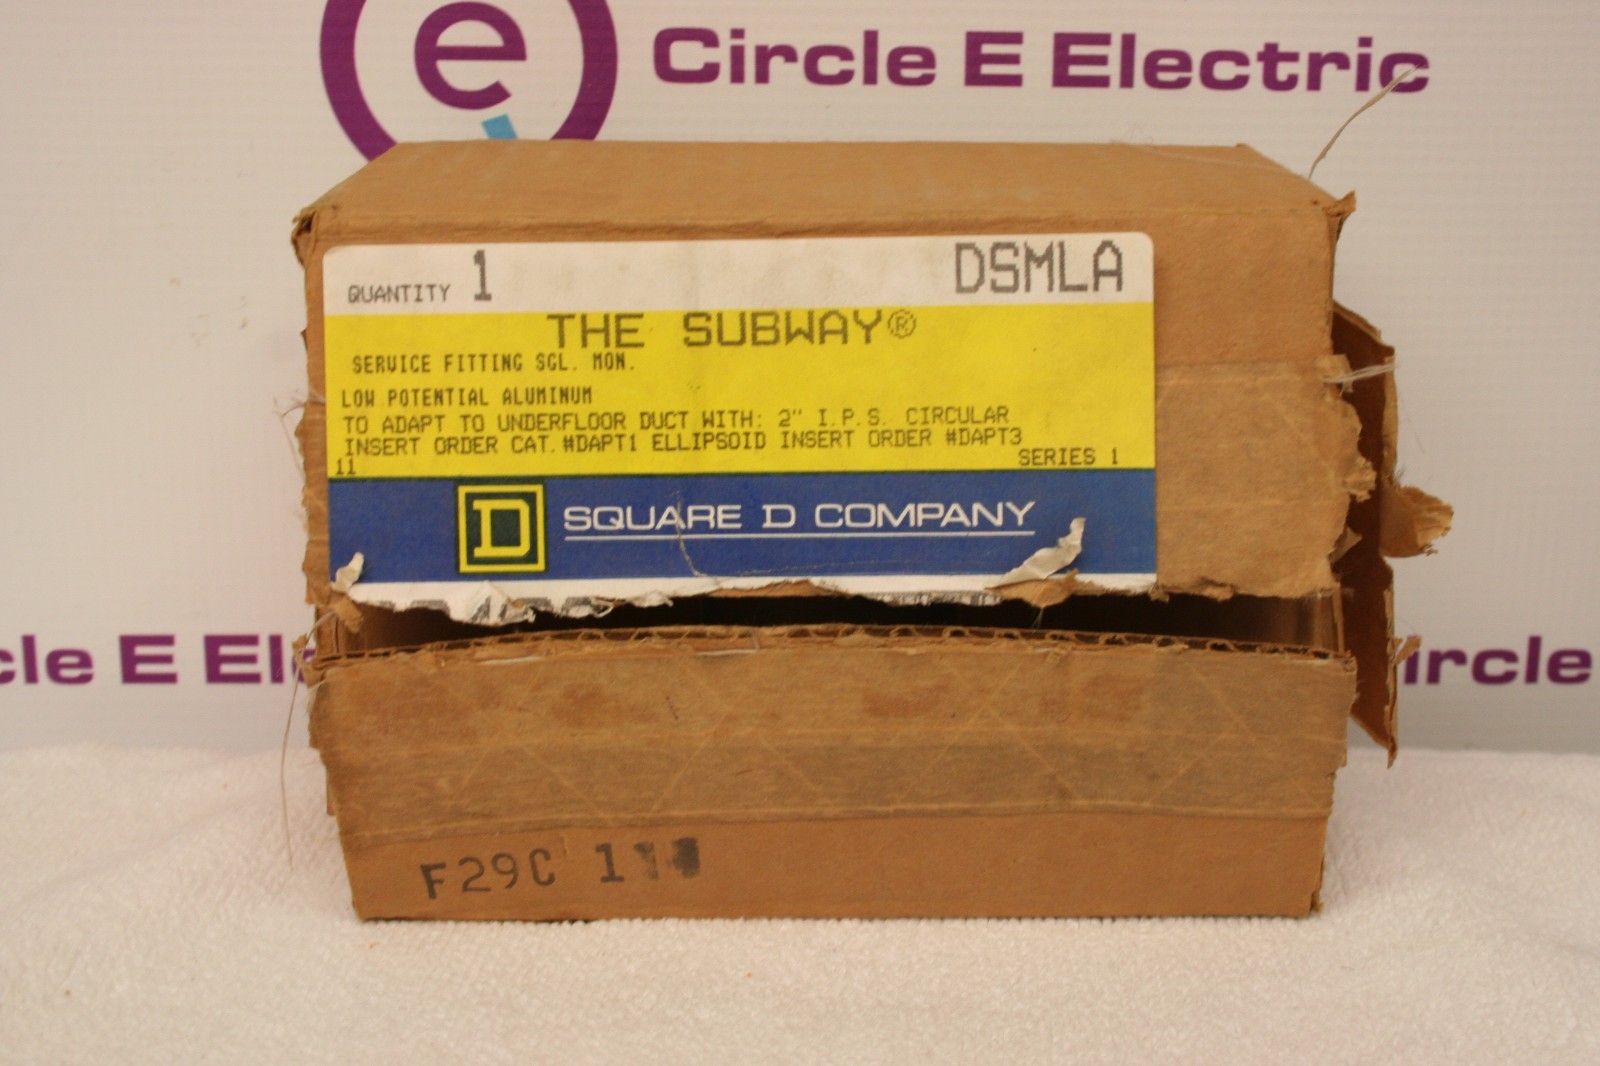 e Circle E Electric
QUANTITY 1 DSMLA
THE SUBWAY®
SERVICE FITTING SGL. MON.
LOW POTENTIAL ALUMINUM
TO ADAPT TO UNDERFLOOR DUCT WITH: 2" I.P.S. CIRCULAR
INSERT ORDER CAT. #DAPT1 ELLIPSOID INSERT ORDER #DAPT3
11 SERIES 1
D SQUARE D COMPANY
cle E Ele
ircle
F29C